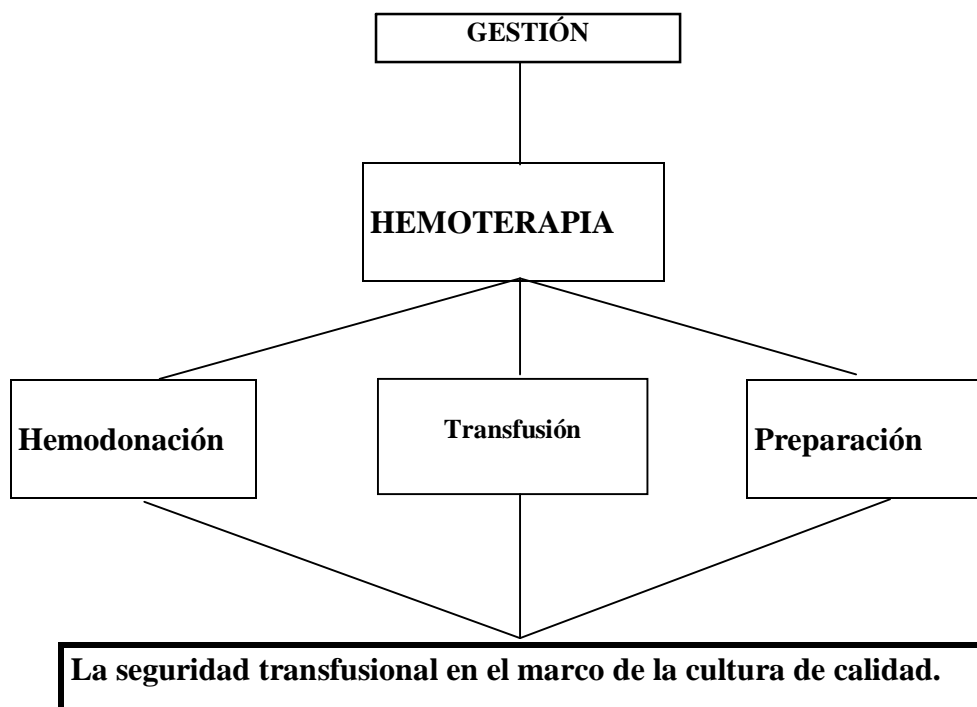 GESTIÓN
HEMOTERAPIA
Hemodonación
Transfusión
Preparación
La seguridad transfusional en el marco de la cultura de calidad.